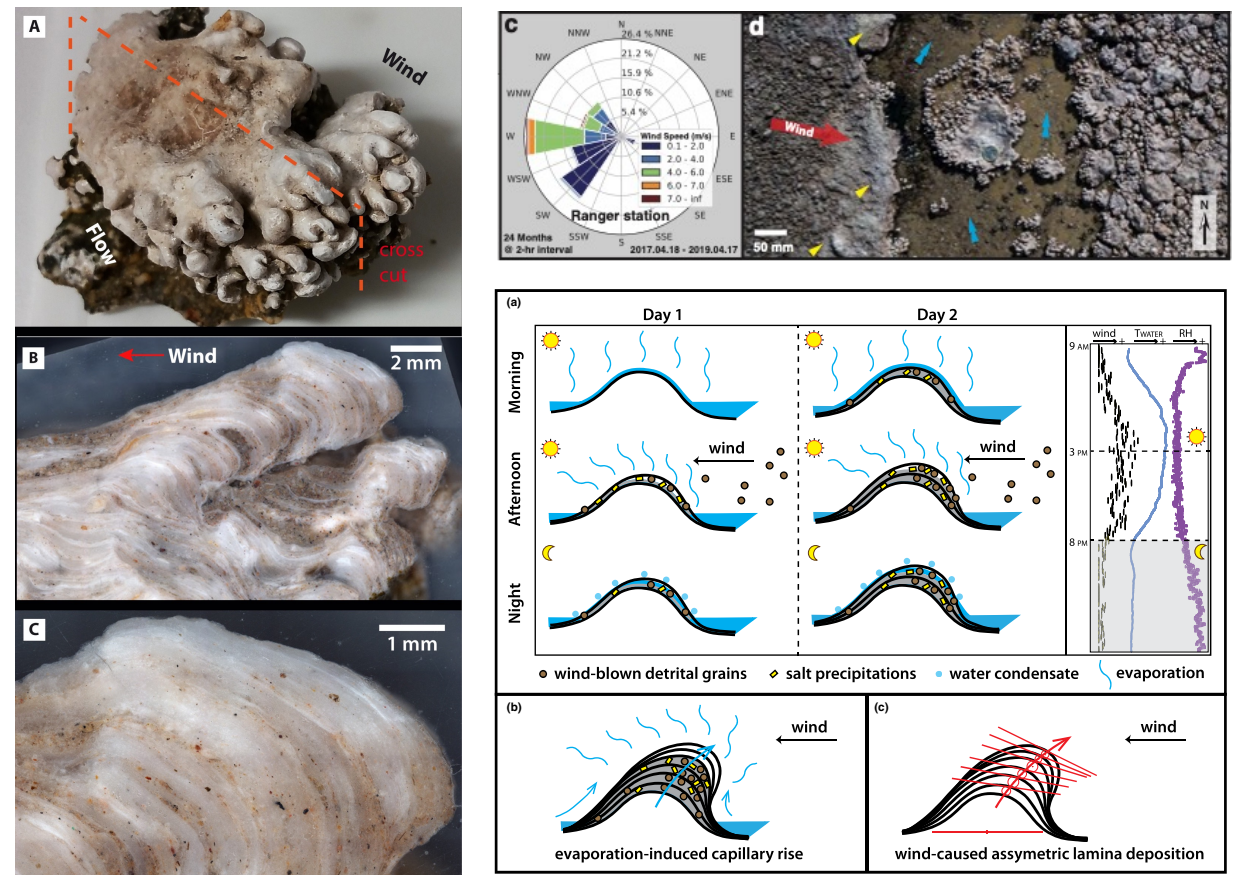 A
Wind
Flow
cross
cut
B
Wind
2 mm
C
1 mm
c
N
NNW
26.4 %
NNE
NW
21.2 %
NE
15.9 %
WNW
10.6 %
ENE
5.4 %
W
E
Wind Speed (m/s)
0.1 - 2.0
2.0 - 4.0
WSW
4.0 - 6.0
ESE
6.0 - 7.0
7.0 - inf
SW
Ranger station
SE
SSW
SSE
S
24 Months
@ 2-hr interval
2017.04.18 - 2019.04.17
d
Wind
50 mm
N
(a)
Day 1
Day 2
wind
TWATER
RH
+
+
+
9 AM
Morning
wind
wind
3 PM
Afternoon
8 PM
Night
wind-blown detrital grains
salt precipitations
water condensate
evaporation
(b)
wind
evaporation-induced capillary rise
(c)
wind
wind-caused assymetric lamina deposition